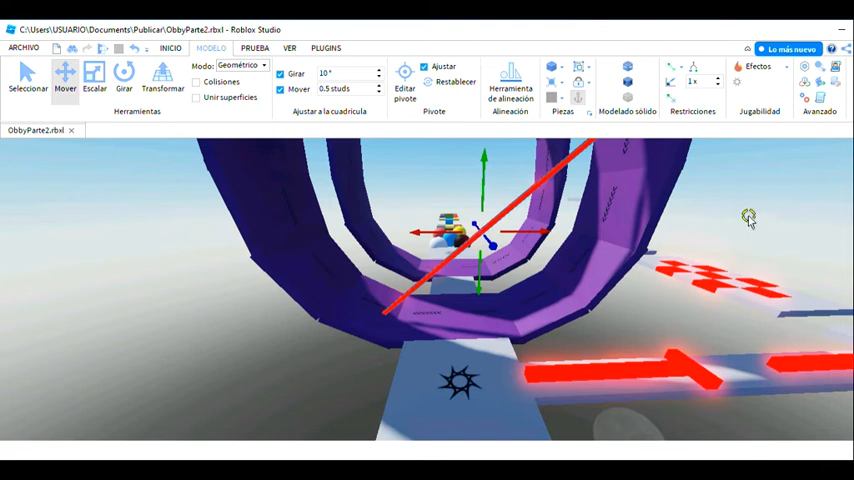 C:\Users\USUARIO\Documents\Publicar\ObbyParte2.rbxl - Roblox Studio
ARCHIVO INICIO MODELO PRUEBA VER PLUGINS Lo más nuevo
Modo: Geométrico Girar 10° Ajustar Efectos
Colisiones Mover 0.5 studs Restablecer 1 x
Seleccionar Mover Escalar Girar Transformar Unir superficies Editar pivote Herramienta de alineación
Herramientas Ajustar a la cuadrícula Pivote Alineación Piezas Modelado sólido Restricciones Jugabilidad Avanzado
ObbyParte2.rbxl